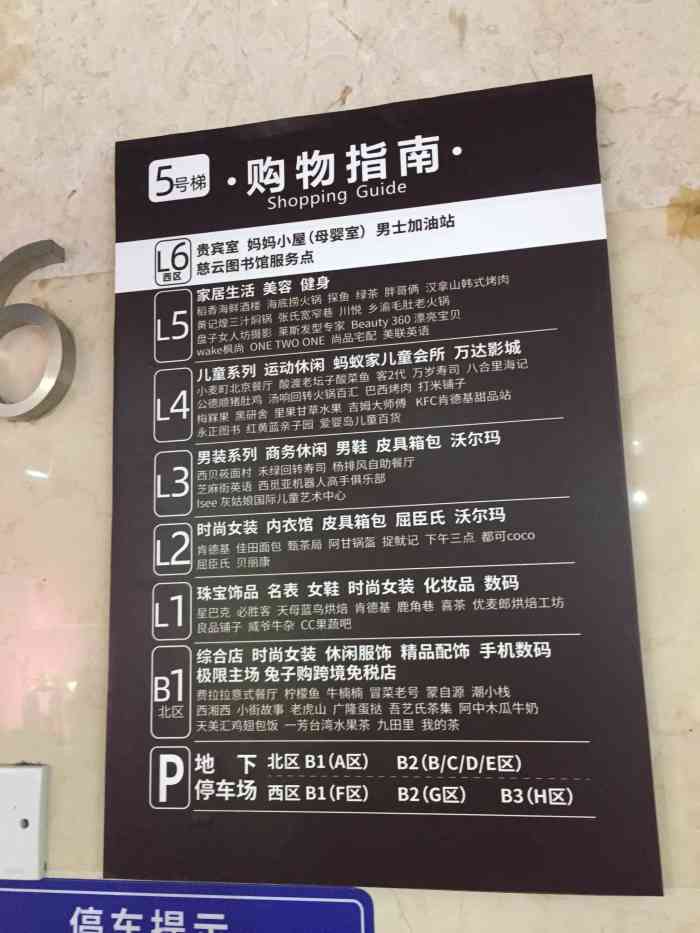 5号梯 ·购物指南·
Shopping Guide
L6 西区
贵宾室 妈妈小屋(母婴室) 男士加油站
慈云图书馆服务点
L5
家居生活 美容 健身
稻香海鲜酒楼 海底捞火锅 探鱼 绿茶 胖哥俩 汉拿山韩式烤肉
黄记煌三汁焖锅 张氏宽窄巷 川悦 乡渝毛肚老火锅
盘子女人坊摄影 莱斯发型专家 Beauty 360 漂亮宝贝
wake枫尚 ONE TWO ONE 尚品宅配 美联英语
L4
儿童系列 运动休闲 蚂蚁家儿童会所 万达影城
小麦町北京餐厅 酸渡老坛子酸菜鱼 客2代 万岁寿司 八合里海记
公德顺猪肚鸡 汤响回转火锅百汇 巴西烤肉 打米铺子
梅槑果 黑研舍 里果甘草水果 吉姆大师傅 KFC肯德基甜品站
永正图书 红黄蓝亲子园 爱婴岛儿童百货
L3
男装系列 商务休闲 男鞋 皮具箱包 沃尔玛
西贝莜面村 禾绿回转寿司 杨排风自助餐厅
芝麻街英语 西觅亚机器人高手俱乐部
Isee 灰姑娘国际儿童艺术中心
L2
时尚女装 内衣馆 皮具箱包 屈臣氏 沃尔玛
肯德基 佳田面包 甄茶局 阿甘锅盔 捉鱿记 下午三点 都可coco
屈臣氏 贝丽康
L1
珠宝饰品 名表 女鞋 时尚女装 化妆品 数码
星巴克 必胜客 天母蓝鸟烘焙 肯德基 鹿角巷 喜茶 优麦郎烘焙工坊
良品铺子 威爷牛杂 CC果蔬吧
B1 北区
综合店 时尚女装 休闲服饰 精品配饰 手机数码
极限主场 兔子购跨境免税店
费拉拉意式餐厅 柠檬鱼 牛楠楠 冒菜老号 蒙自源 潮小栈
西湘西 小街故事 老虎山 广隆蛋挞 吾艺氏茶集 阿中木瓜牛奶
天美汇鸡翅包饭 一芳台湾水果茶 九田里 我的茶
P
地 下 北区 B1(A区) B2(B/C/D/E区)
停车场 西区 B1(F区) B2(G区) B3(H区)
6
停车提示